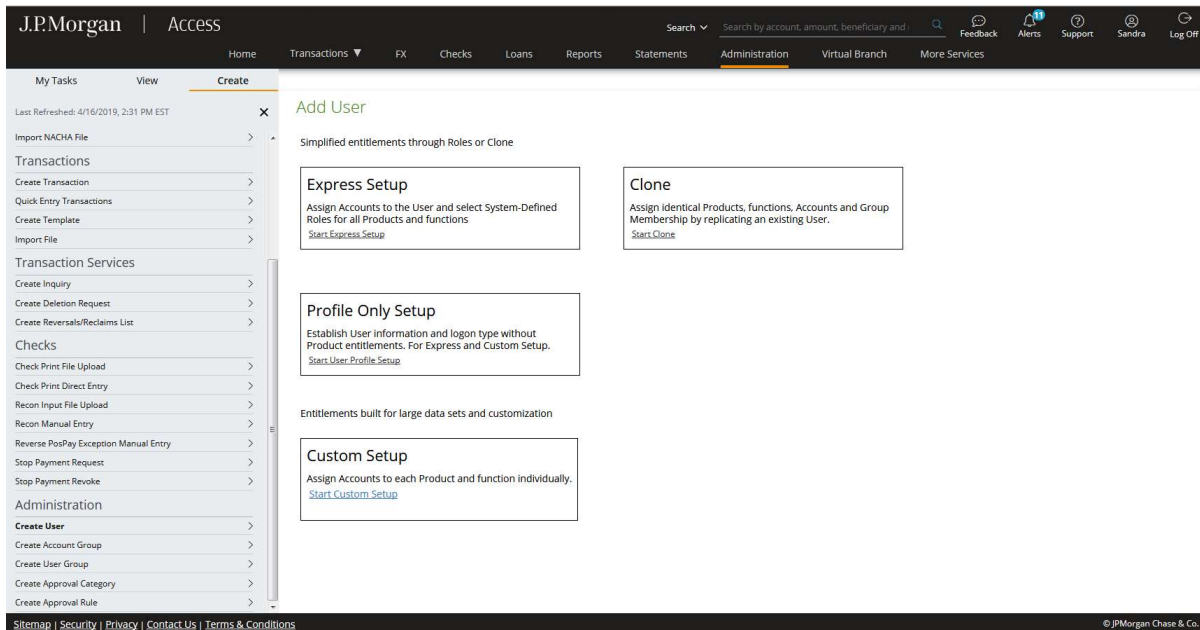 J.P.Morgan | Access
Search
Search by account, amount, beneficiary and
Feedback
11
Alerts
Support
Sandra
Log Off
Home Transactions ▼ FX Checks Loans Reports Statements Administration Virtual Branch More Services
My Tasks View Create
Last Refreshed: 4/16/2019, 2:31 PM EST
Import NACHA File
Transactions
Create Transaction
Quick Entry Transactions
Create Template
Import File
Transaction Services
Create Inquiry
Create Deletion Request
Create Reversals/Reclaims List
Checks
Check Print File Upload
Check Print Direct Entry
Recon Input File Upload
Recon Manual Entry
Reverse PosPay Exception Manual Entry
Stop Payment Request
Stop Payment Revoke
Administration
Create User
Create Account Group
Create User Group
Create Approval Category
Create Approval Rule
Add User
Simplified entitlements through Roles or Clone
Express Setup
Assign Accounts to the User and select System-Defined
Roles for all Products and functions
Start Express Setup
Clone
Assign identical Products, functions, Accounts and Group
Membership by replicating an existing User.
Start Clone
Profile Only Setup
Establish User information and logon type without
Product entitlements. For Express and Custom Setup.
Start User Profile Setup
Entitlements built for large data sets and customization
Custom Setup
Assign Accounts to each Product and function individually.
Start Custom Setup
Sitemap | Security | Privacy | Contact Us | Terms & Conditions
© JPMorgan Chase & Co.